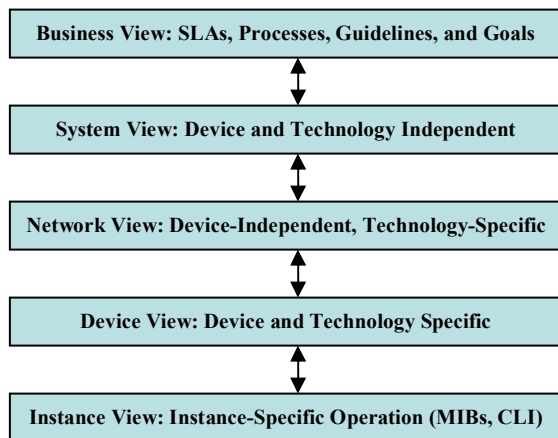 Business View: SLAs, Processes, Guidelines, and Goals
System View: Device and Technology Independent
Network View: Device-Independent, Technology-Specific
Device View: Device and Technology Specific
Instance View: Instance-Specific Operation (MIBs, CLI)